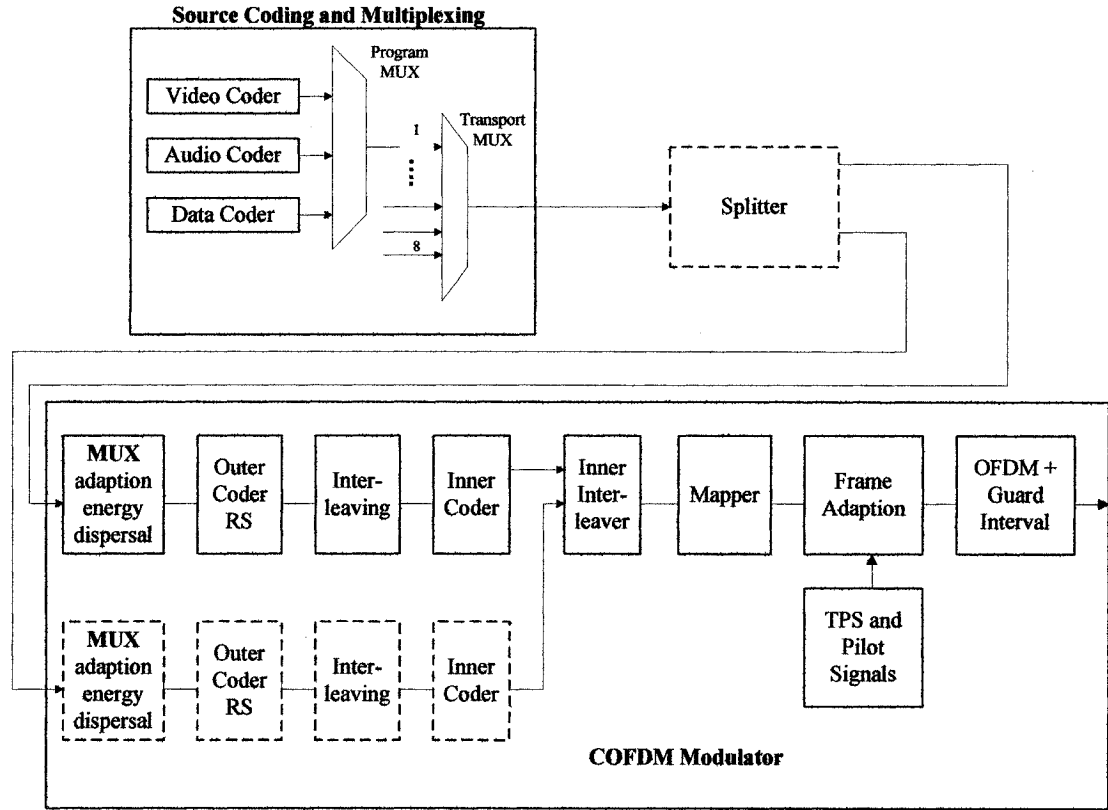 Source Coding and Multiplexing
Program
MUX
Video Coder
Audio Coder
Data Coder
1
8
Transport
MUX
Splitter
MUX
adaption
energy
dispersal
Outer
Coder
RS
Inter-
leaving
Inner
Coder
Inner
Inter-
leaver
Mapper
Frame
Adaption
OFDM +
Guard
Interval
TPS and
Pilot
Signals
MUX
adaption
energy
dispersal
Outer
Coder
RS
Inter-
leaving
Inner
Coder
COFDM Modulator